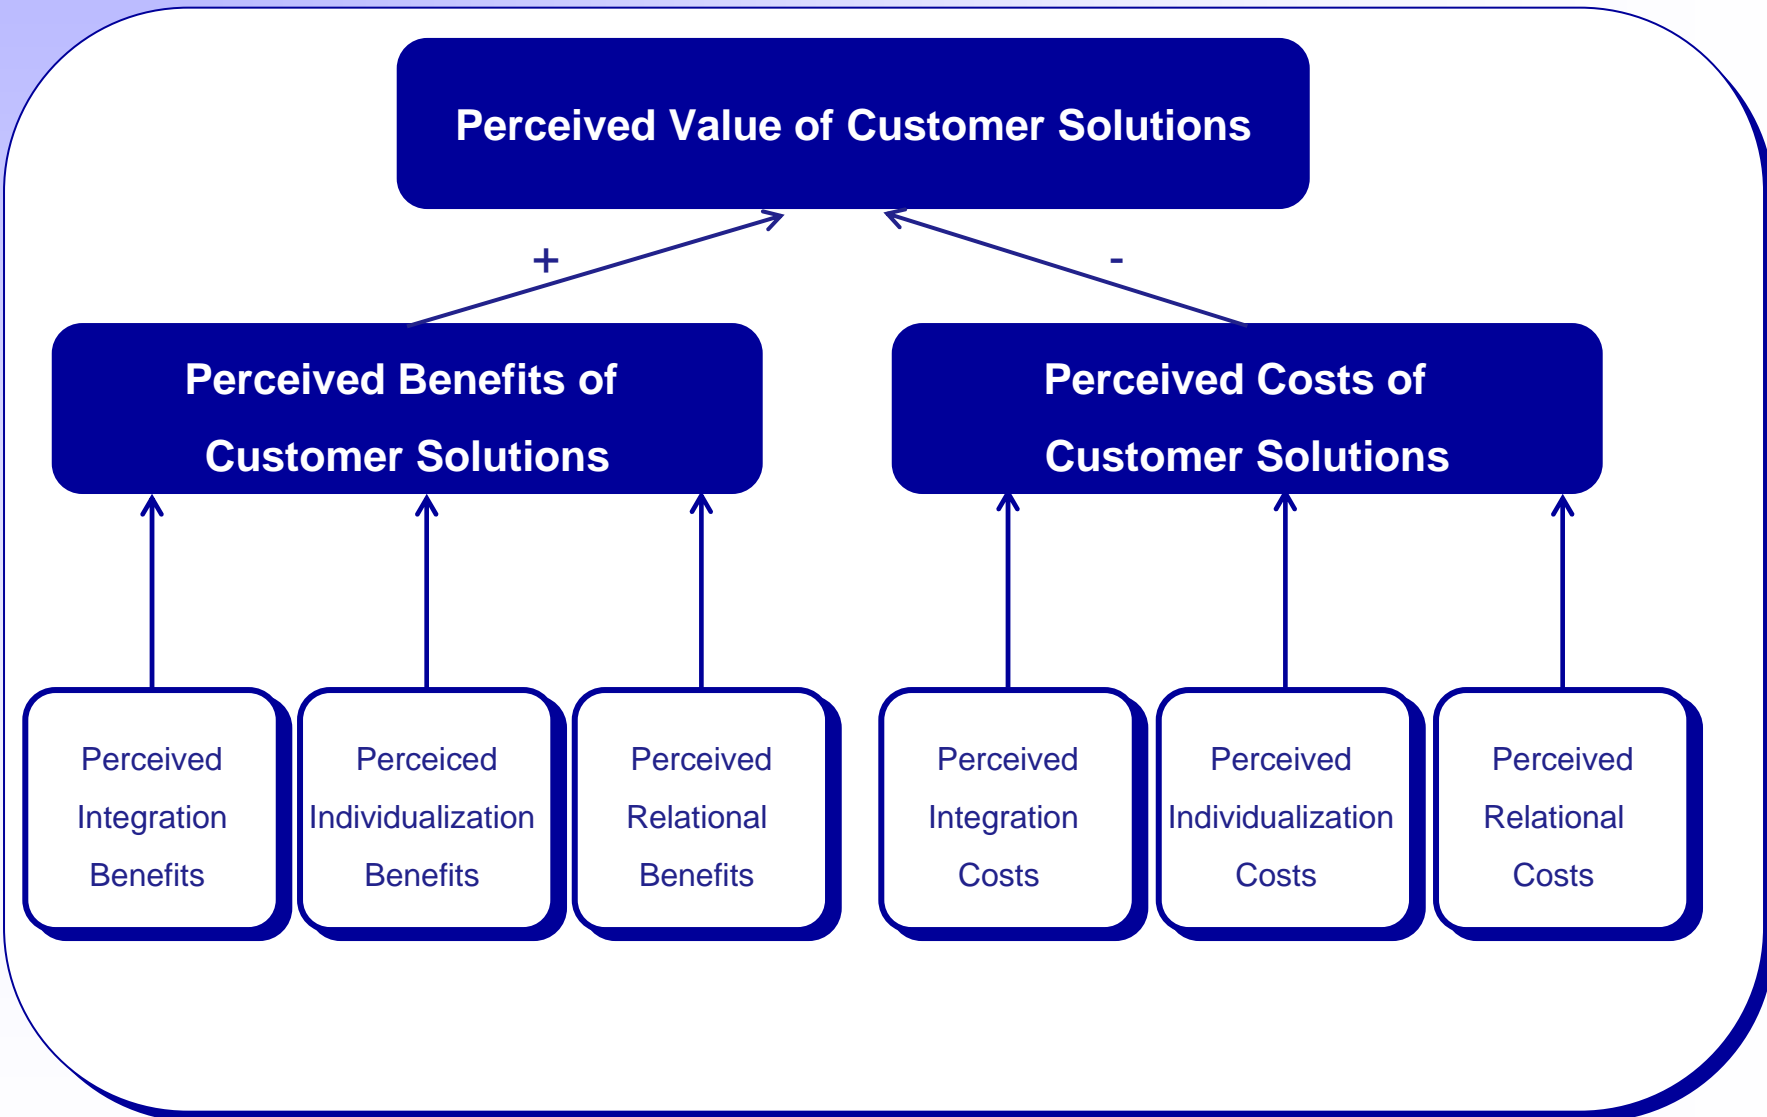 Perceived Value of Customer Solutions
+
-
Perceived Benefits of
Customer Solutions
Perceived Costs of
Customer Solutions
Perceived
Integration
Benefits
Perceiced
Individualization
Benefits
Perceived
Relational
Benefits
Perceived
Integration
Costs
Perceived
Individualization
Costs
Perceived
Relational
Costs